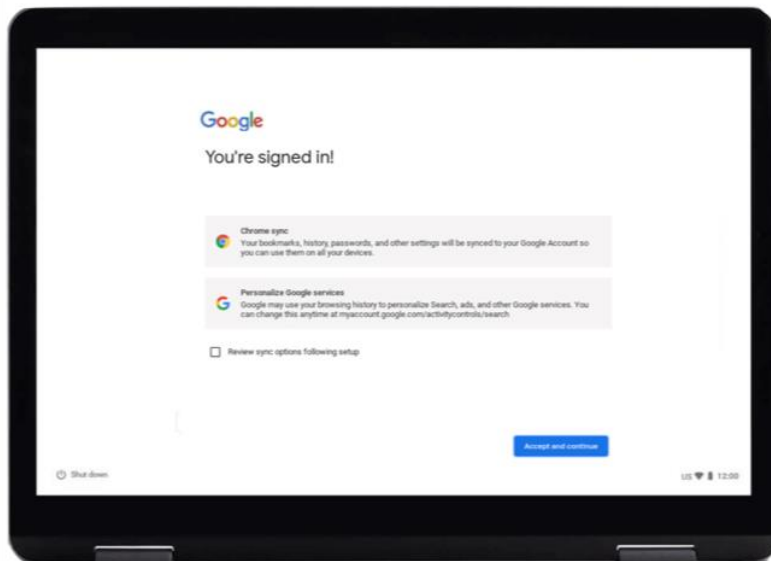 Google
You're signed in!
Chrome sync
Your bookmarks, history, passwords, and other settings will be synced to your Google Account so
you can use them on all your devices.
Personalize Google services
Google may use your browsing history to personalize Search, ads, and other Google services. You
can change this anytime at myaccount.google.com/activitycontrols/search
Review sync options following setup
Accept and continue
Shut down
US 12:00